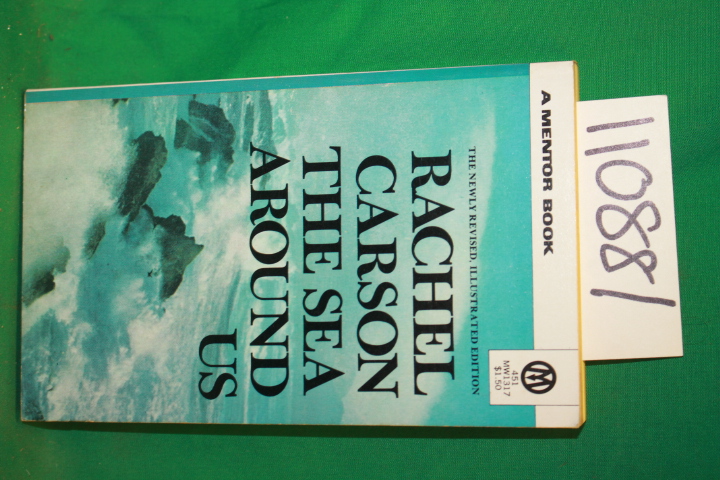 A MENTOR BOOK
451
MW1317
$1.50
THE NEWLY REVISED, ILLUSTRATED EDITION
RACHEL
CARSON
THE SEA
AROUND
US
110881